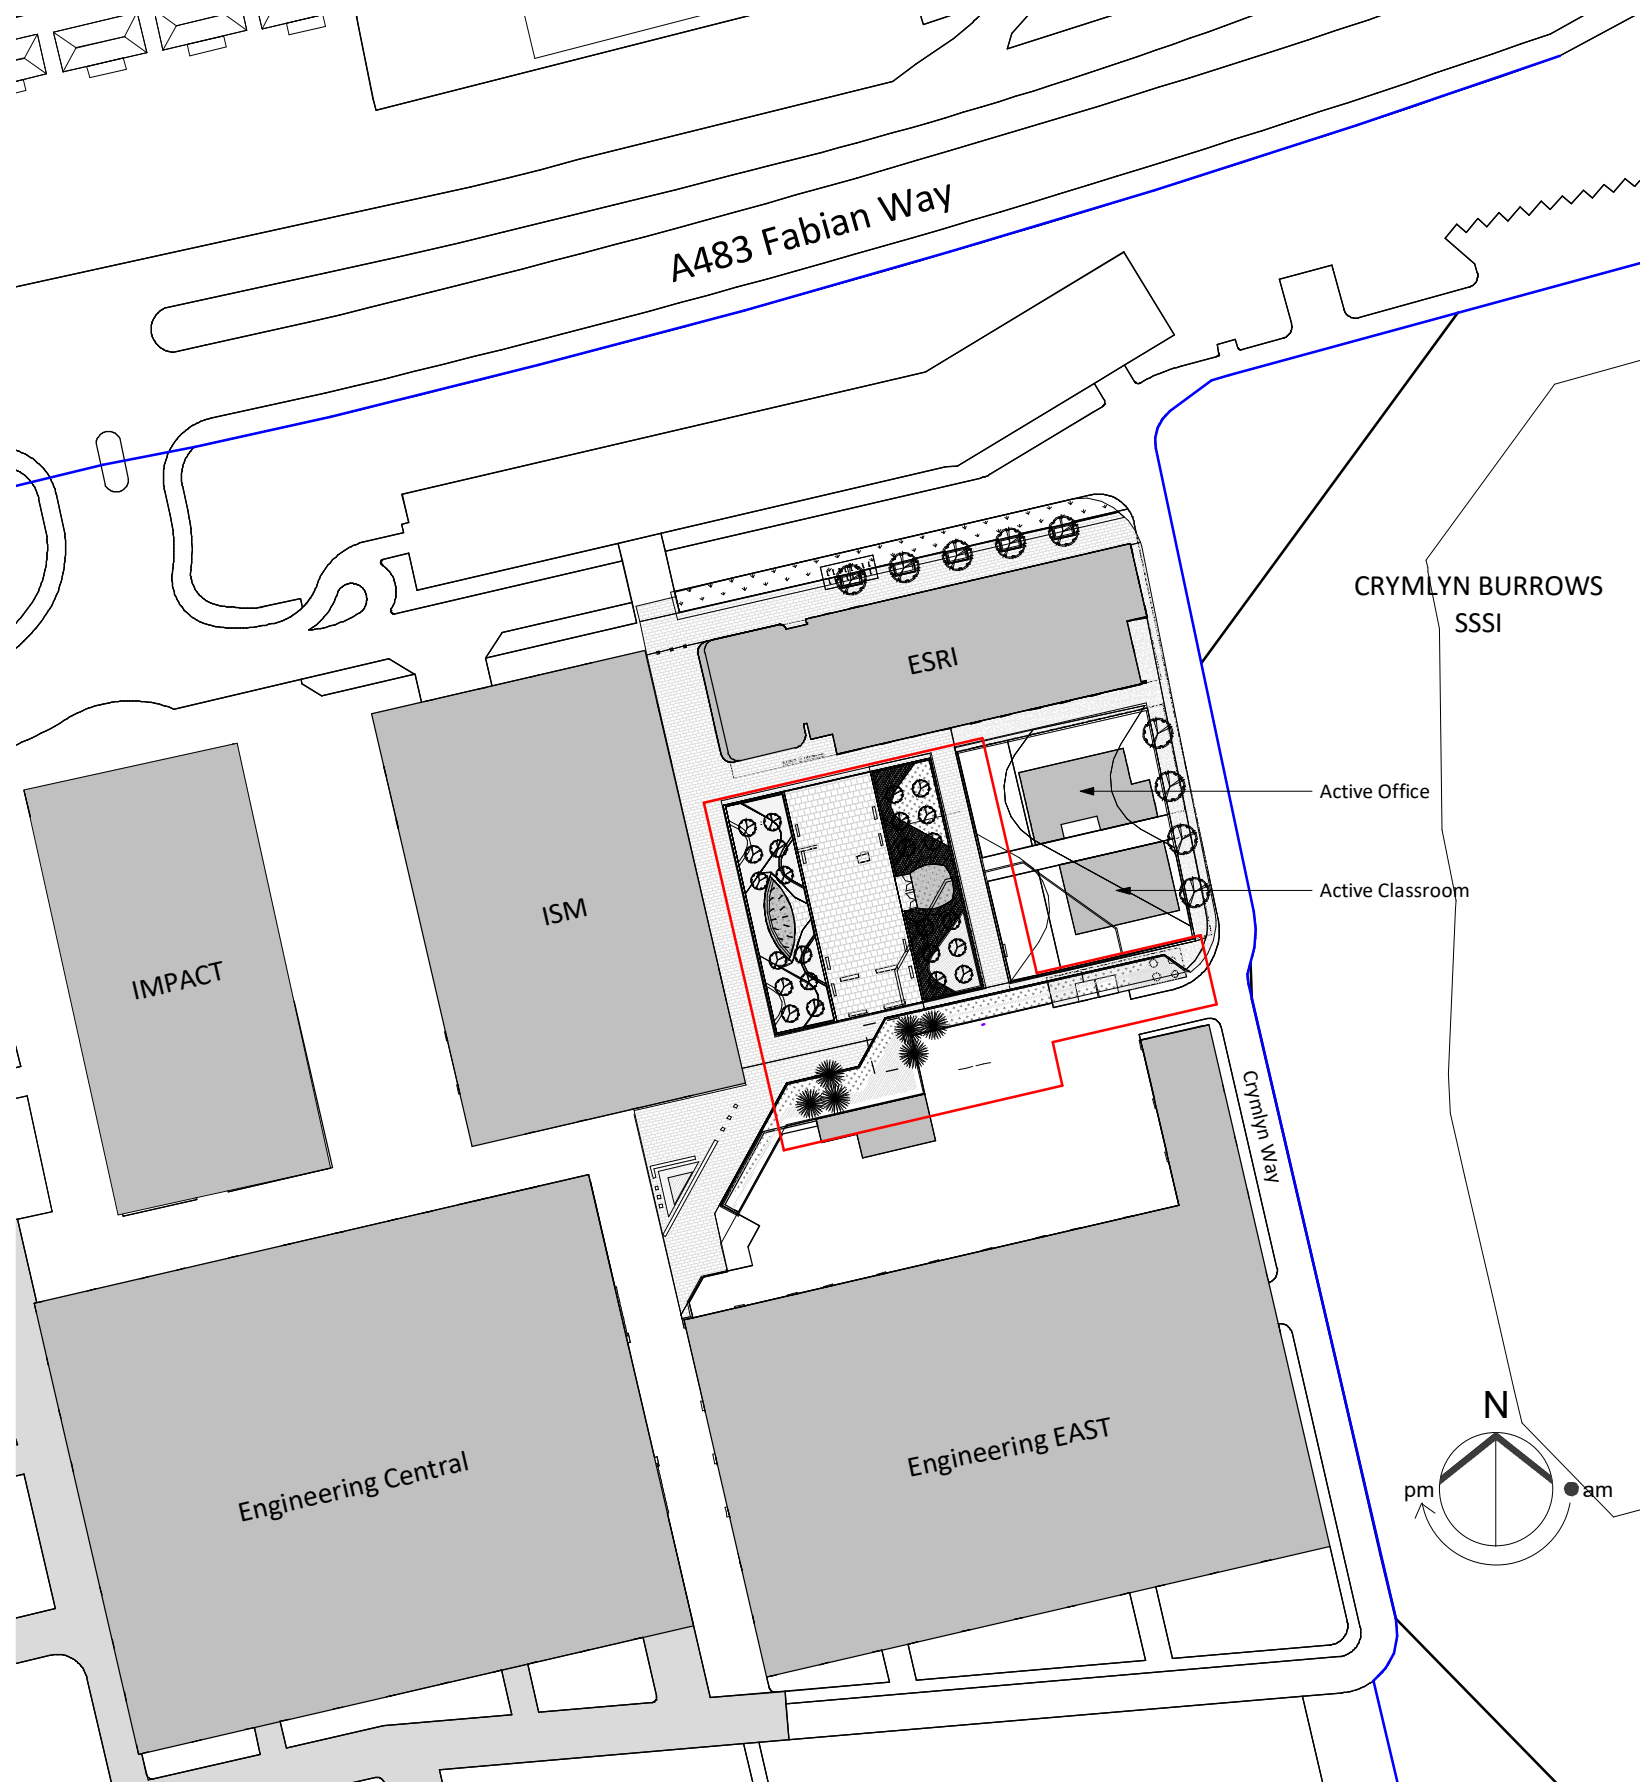 A483 Fabian Way
CRYMLYN BURROWS
SSSI
ESRI
Active Office
Active Classroom
ISM
IMPACT
Crymlyn Way
N
pm
am
Engineering EAST
Engineering Central